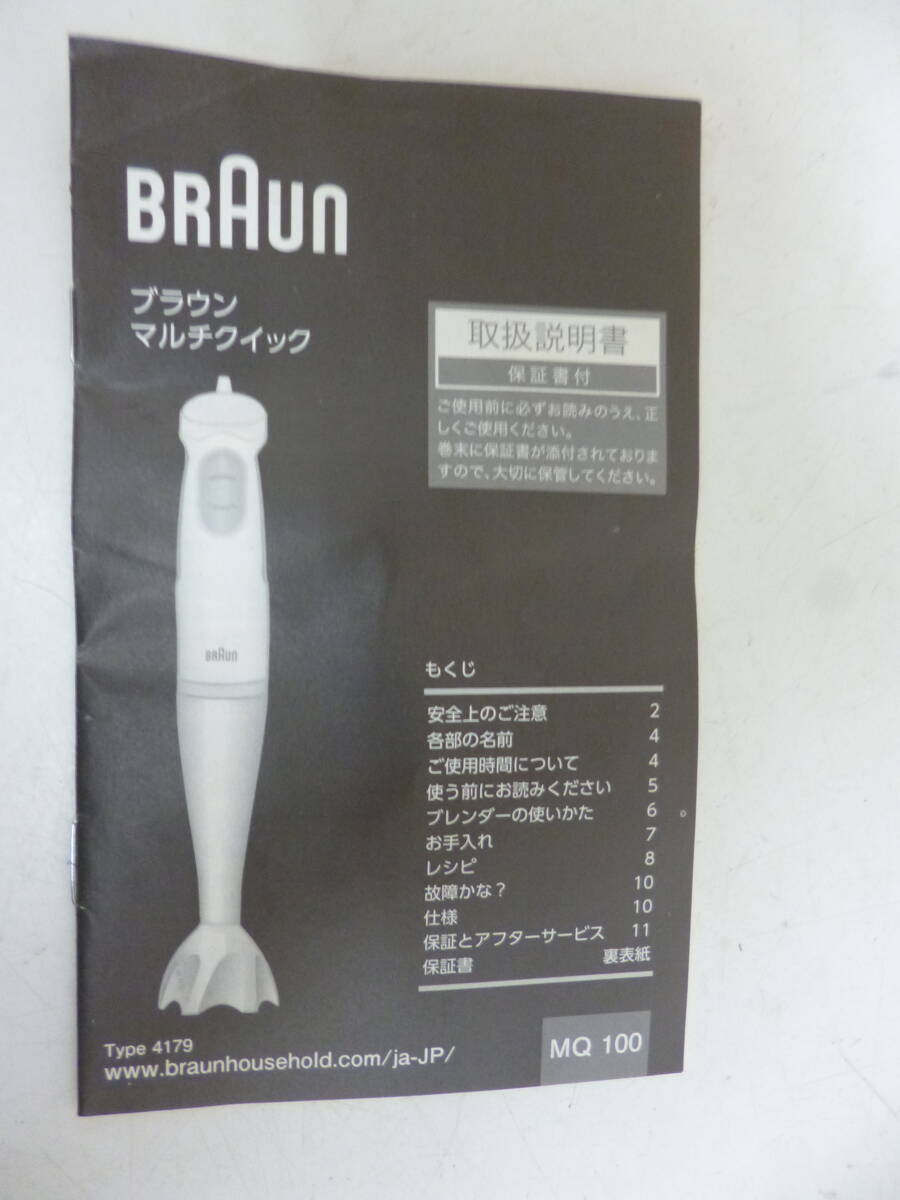 BRAUN
ブラウン
マルチクイック
取扱説明書
保証書付
ご使用前に必ずお読みのうえ、正
しくご使用ください。
巻末に保証書が添付されておりま
すので、大切に保管してください。
BRAUN
もくじ
安全上のご注意 2
各部の名前 4
ご使用時間について 4
使う前にお読みください 5
ブレンダーの使いかた 6
お手入れ 7
レシピ 8
故障かな？ 10
仕様 10
保証とアフターサービス 11
保証書 裏表紙
Type 4179
www.braunhousehold.com/ja-JP/
MQ 100